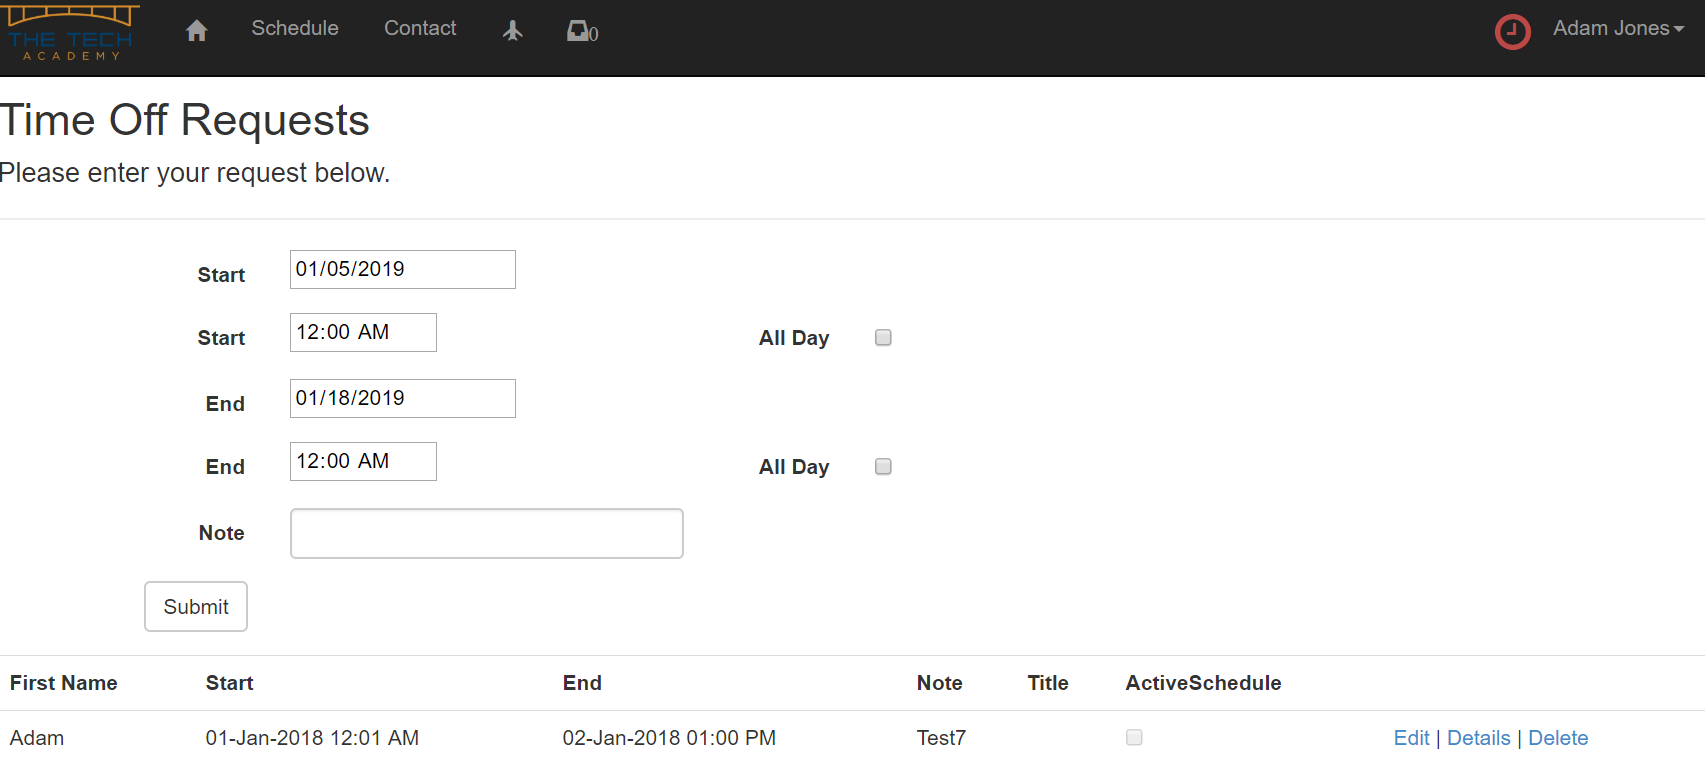 THE TECH
ACADEMY
Schedule Contact 0 Adam Jones
Time Off Requests
Please enter your request below.
Start 01/05/2019
Start 12:00 AM All Day
End 01/18/2019
End 12:00 AM All Day
Note
Submit
First Name Start End Note Title ActiveSchedule
Adam 01-Jan-2018 12:01 AM 02-Jan-2018 01:00 PM Test7 Edit | Details | Delete